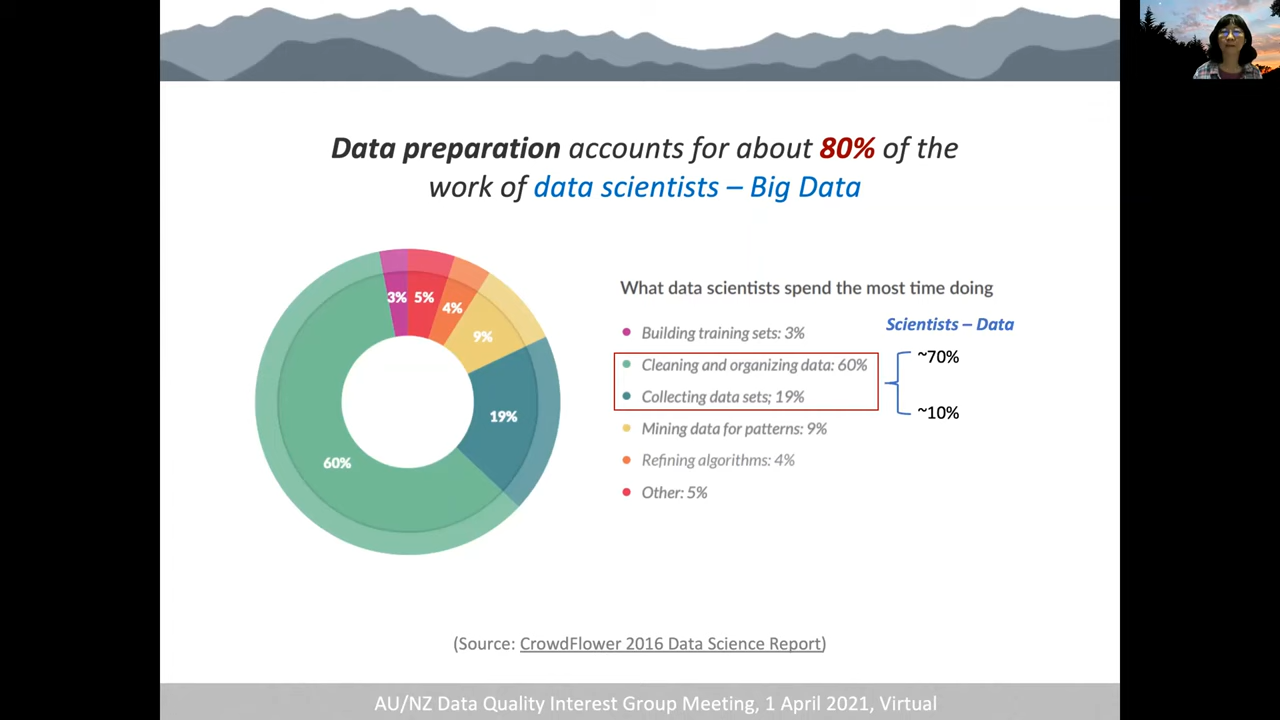 Data preparation accounts for about 80% of the
work of data scientists – Big Data
3%
5%
4%
9%
19%
60%
What data scientists spend the most time doing
Scientists – Data
Building training sets: 3%
Cleaning and organizing data: 60%
~70%
Collecting data sets; 19%
~10%
Mining data for patterns: 9%
Refining algorithms: 4%
Other: 5%
(Source: CrowdFlower 2016 Data Science Report)
AU/NZ Data Quality Interest Group Meeting, 1 April 2021, Virtual